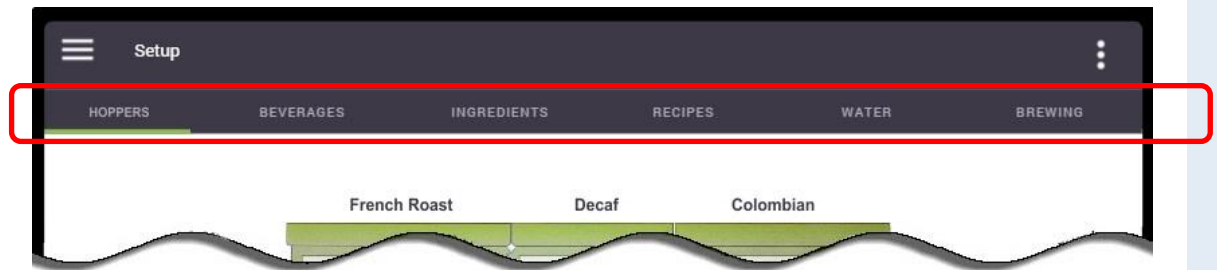 Setup
HOPPERS BEVERAGES INGREDIENTS RECIPES WATER BREWING
French Roast Decaf Colombian